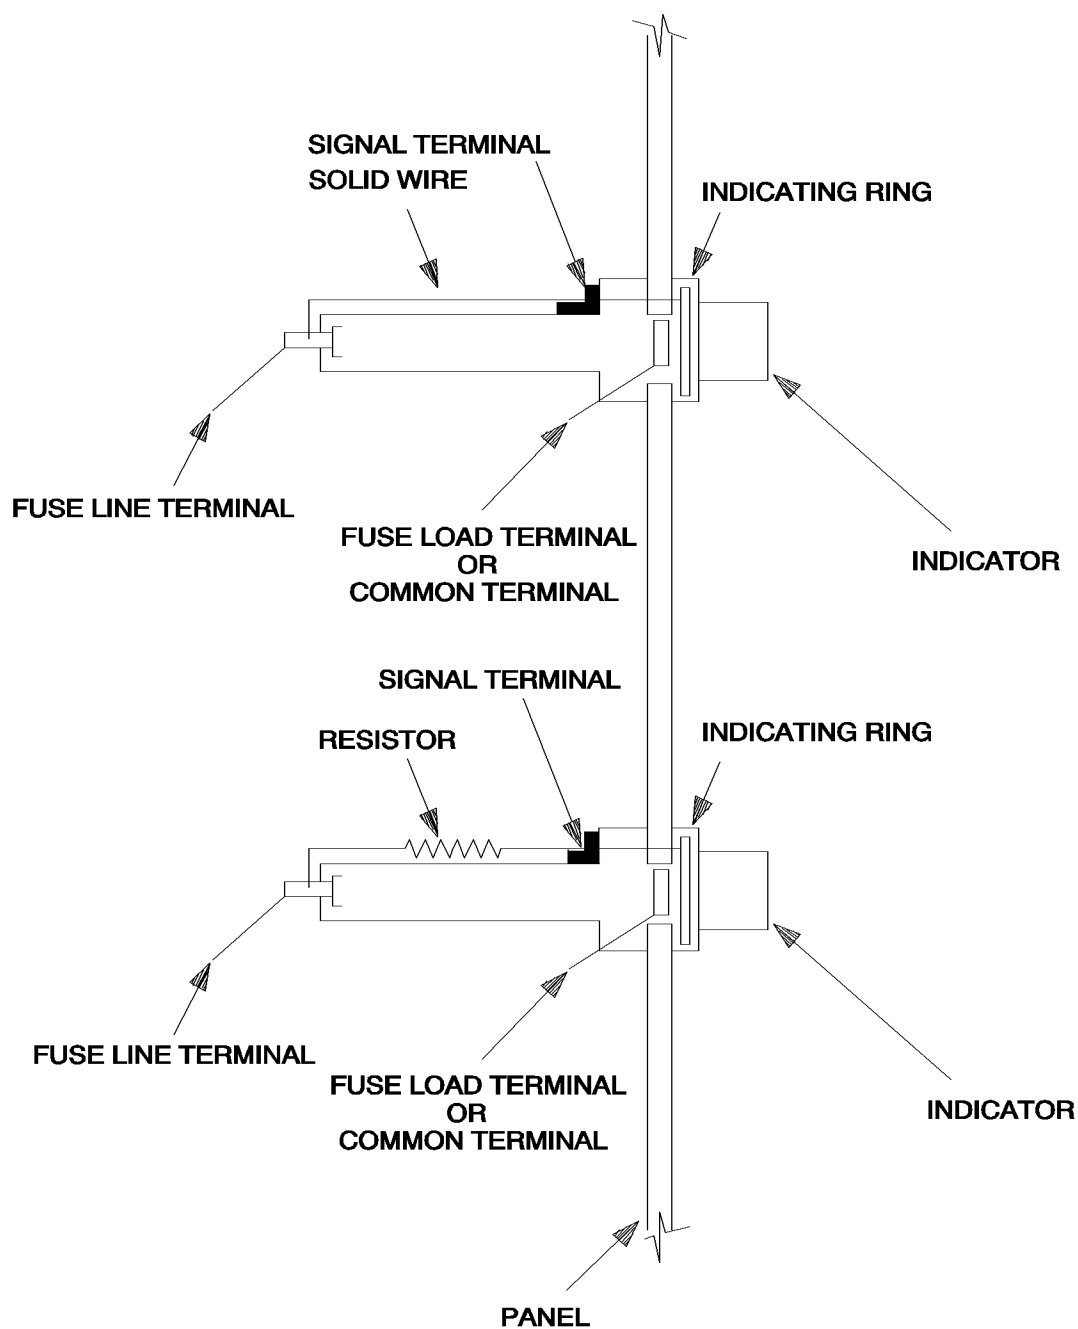 SIGNAL TERMINAL
SOLID WIRE
INDICATING RING
FUSE LINE TERMINAL
FUSE LOAD TERMINAL
OR
COMMON TERMINAL
INDICATOR
SIGNAL TERMINAL
RESISTOR
INDICATING RING
FUSE LINE TERMINAL
FUSE LOAD TERMINAL
OR
COMMON TERMINAL
INDICATOR
PANEL